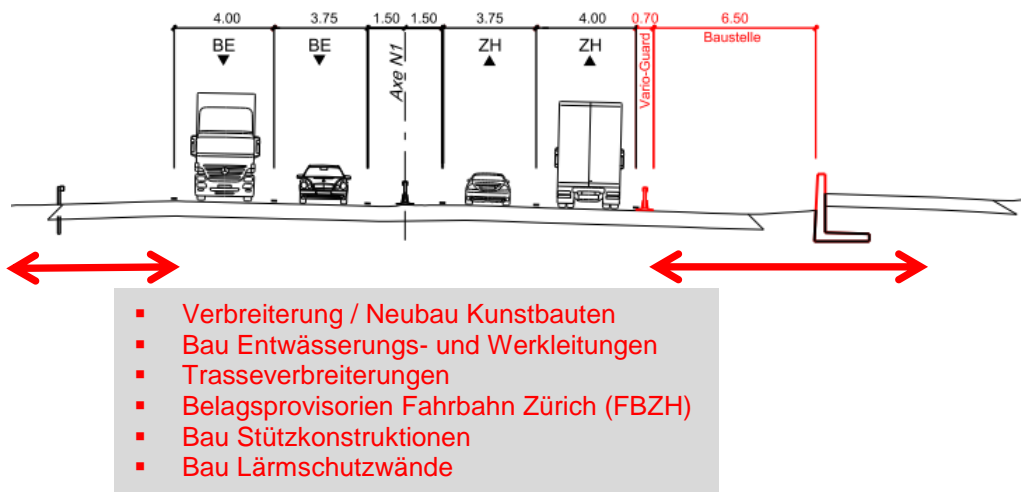 4.00 3.75 1.50 1.50 3.75 4.00 0.70 6.50
BE BE Axe N1 ZH ZH Vario-Guard Baustelle
▪ Verbreiterung / Neubau Kunstbauten
▪ Bau Entwässerungs- und Werkleitungen
▪ Trasseverbreiterungen
▪ Belagsprovisorien Fahrbahn Zürich (FBZH)
▪ Bau Stützkonstruktionen
▪ Bau Lärmschutzwände